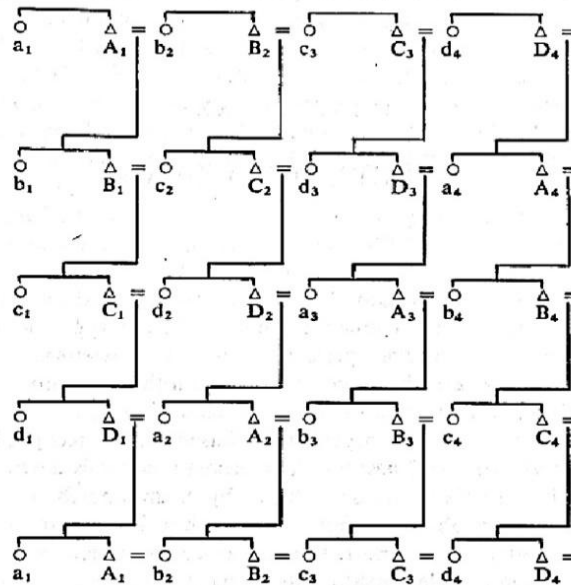 a₁ A₁ = b₂ B₂ = c₃ C₃ = d₄ D₄ =
b₁ B₁ = c₂ C₂ = d₃ D₃ = a₄ A₄ =
c₁ C₁ = d₂ D₂ = a₃ A₃ = b₄ B₄ =
d₁ D₁ = a₂ A₂ = b₃ B₃ = c₄ C₄ =
a₁ A₁ = b₂ B₂ = c₃ C₃ = d₄ D₄ =